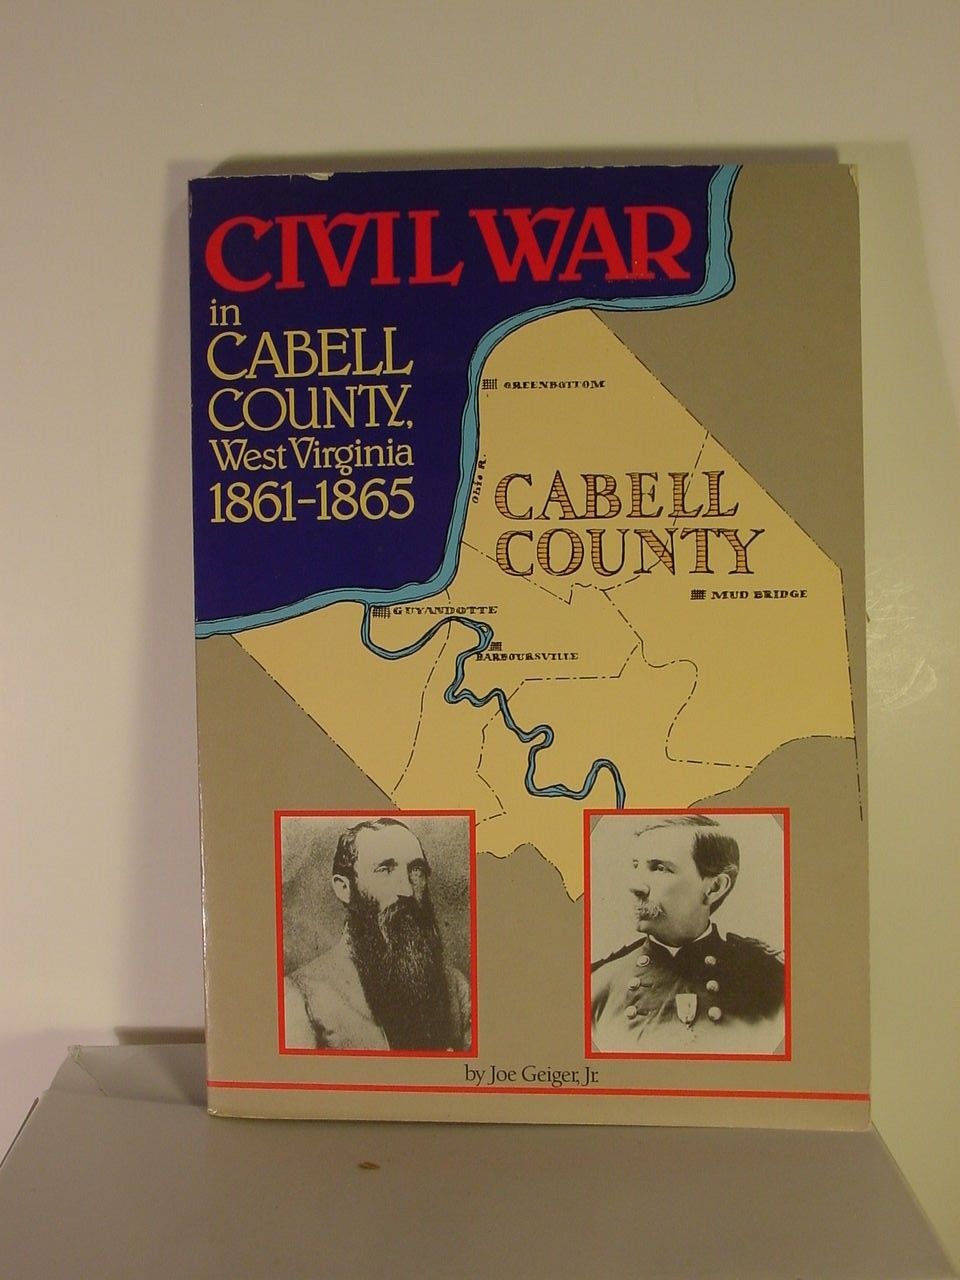 CIVIL WAR
in
CABELL
COUNTY,
West Virginia
1861-1865
GREENBOTTOM
Ohio R.
CABELL
COUNTY
MUD BRIDGE
GUYANDOTTE
BARBOURSVILLE
by Joe Geiger, Jr.